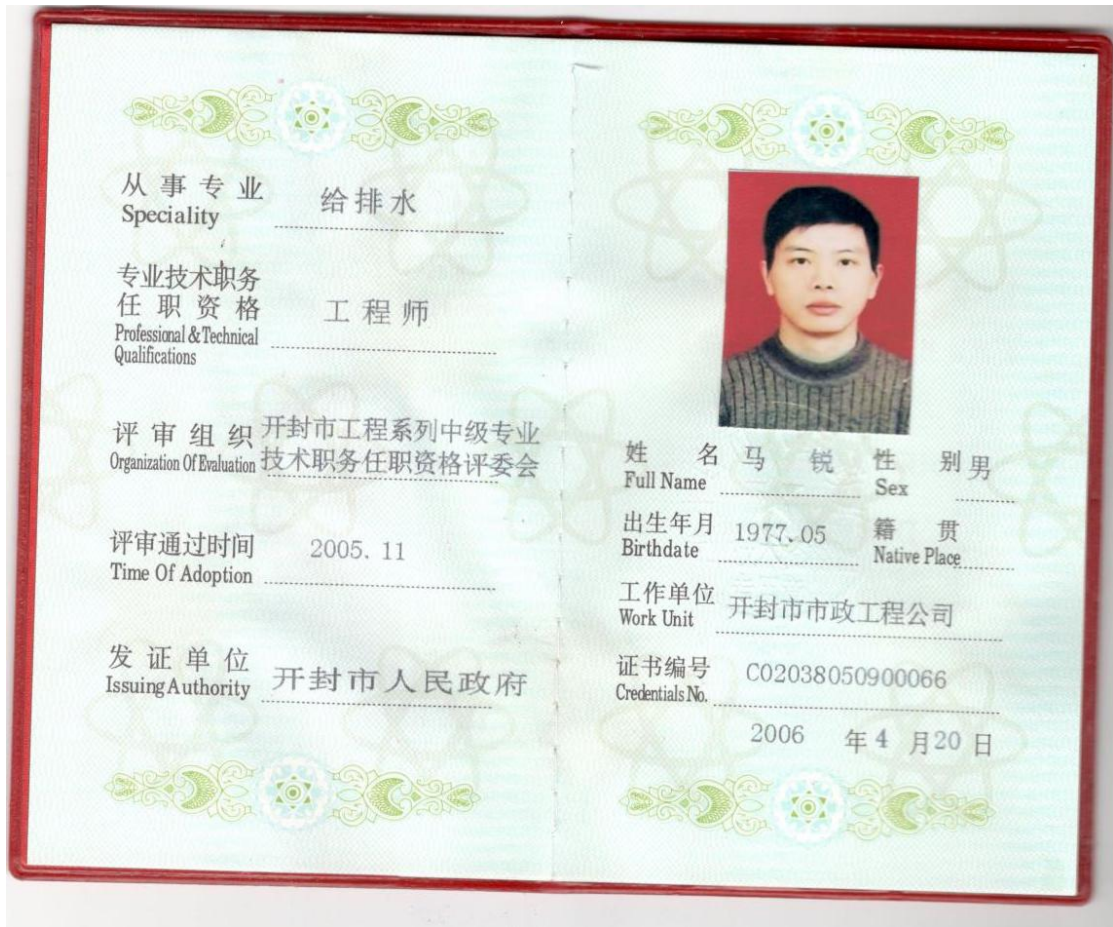 从事专业 给排水
Speciality
专业技术职务
任职资格 工程师
Professional & Technical
Qualifications
评审组织 开封市工程系列中级专业
Organization Of Evaluation 技术职务任职资格评委会
评审通过时间 2005、11
Time Of Adoption
发证单位 开封市人民政府
Issuing Authority
姓名 马锐 性别 男
Full Name Sex
出生年月 1977、05 籍贯
Birthdate Native Place
工作单位 开封市市政工程公司
Work Unit
证书编号 C02038050900066
Credentials No.
2006 年 4 月 20 日